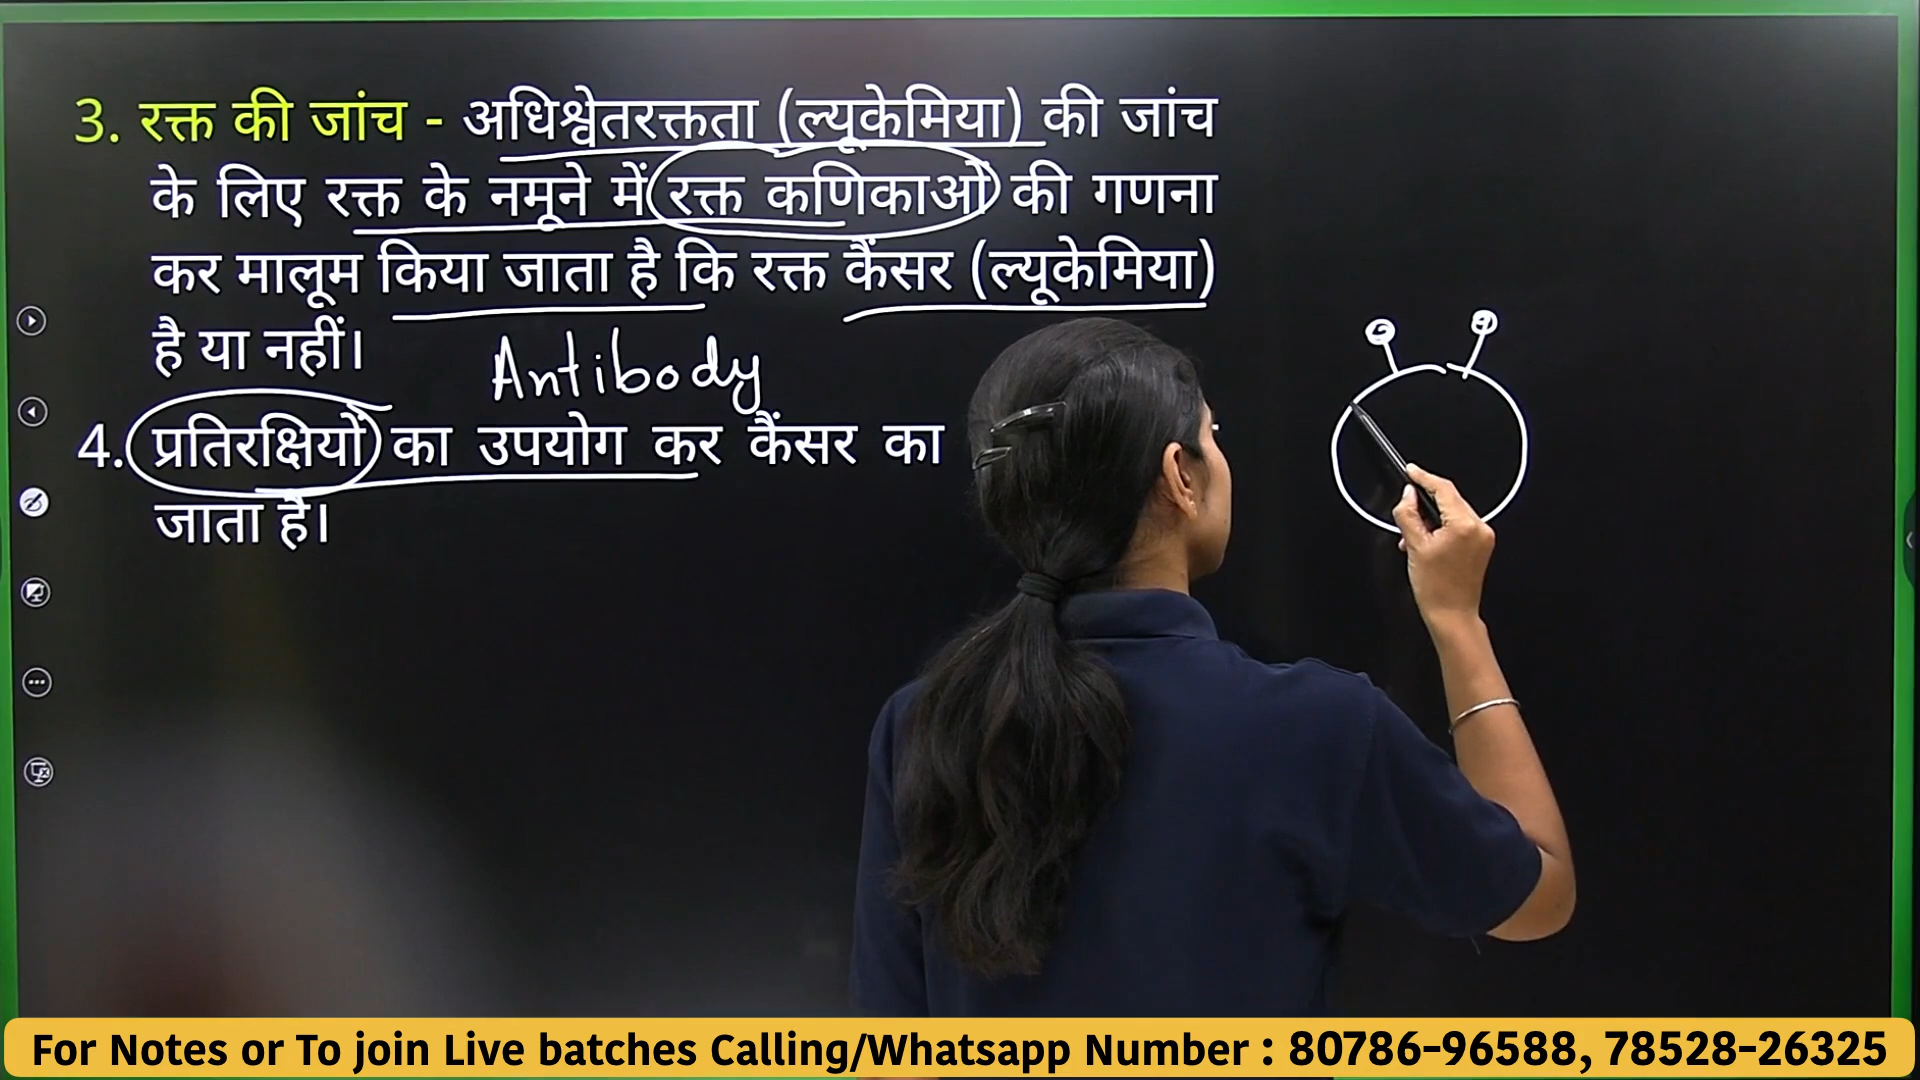 3. रक्त की जांच - अधिश्वेतरक्तता (ल्यूकेमिया) की जांच
के लिए रक्त के नमूने में रक्त कणिकाओं की गणना
कर मालूम किया जाता है कि रक्त कैंसर (ल्यूकेमिया)
है या नहीं।
Antibody
4. प्रतिरक्षियों का उपयोग कर कैंसर का
जाता है।
For Notes or To join Live batches Calling/Whatsapp Number : 80786-96588, 78528-26325